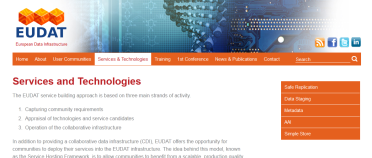 EUDAT
European Data Infrastructure
Home About User Communities Services & Technologies Training 1st Conference News & Publications Contact Search
Services and Technologies
The EUDAT service building approach is based on three main strands of activity.
1. Capturing community requirements
2. Appraisal of technologies and service candidates
3. Operation of the collaborative infrastructure
In addition to providing a collaborative data infrastructure (CDI), EUDAT offers the opportunity for
communities to deploy their services into the EUDAT infrastructure. The idea behind this model, known
as the Service Hosting Framework, is to allow communities to benefit from a scalable, production quality
Safe Replication
Data Staging
Metadata
AAI
Simple Store